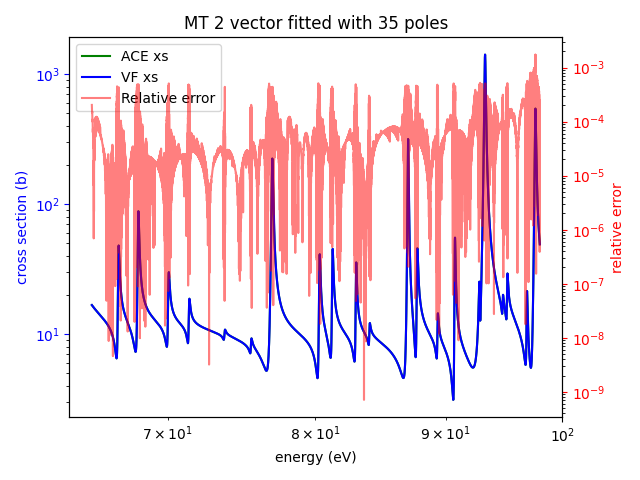 MT 2 vector fitted with 35 poles
ACE xs
VF xs
Relative error
10³
10²
10¹
cross section (b)
10⁻³
10⁻⁴
10⁻⁵
10⁻⁶
10⁻⁷
10⁻⁸
10⁻⁹
relative error
7 × 10¹
8 × 10¹
9 × 10¹
10²
energy (eV)